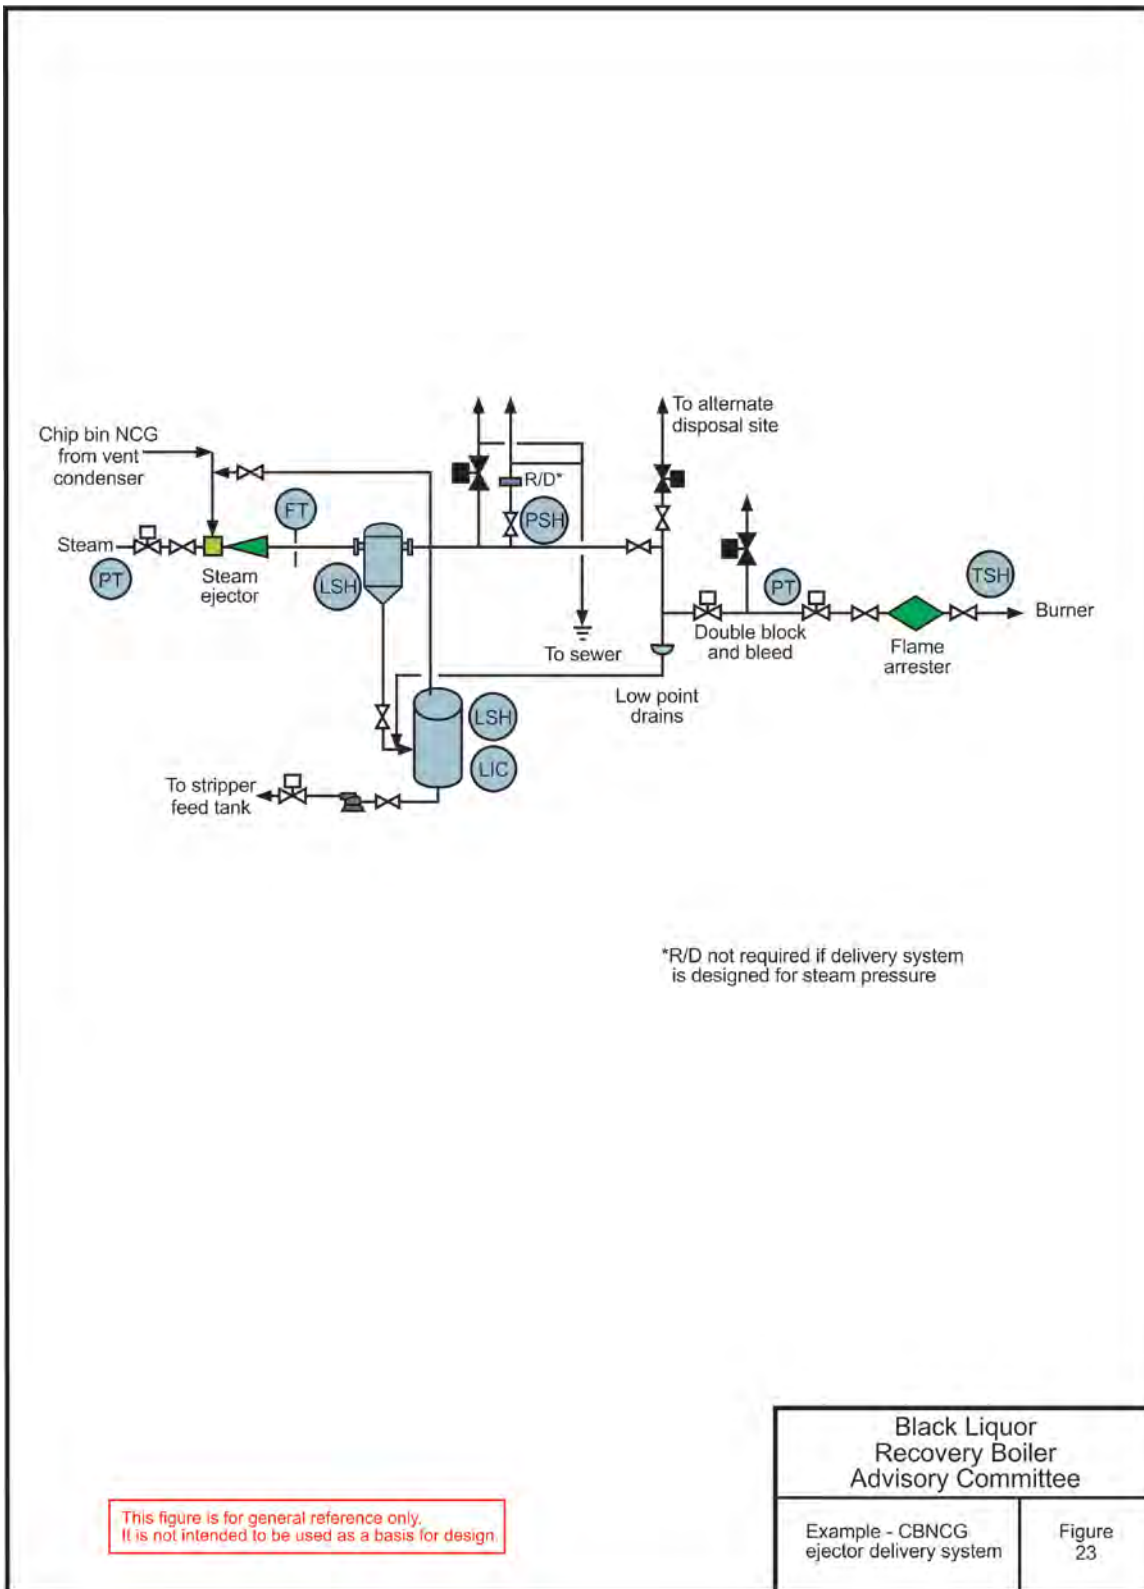 Chip bin NCG
from vent
condenser
Steam
PT
Steam
ejector
FT
LSH
R/D*
PSH
To sewer
To alternate
disposal site
Double block
and bleed
PT
Flame
arrester
TSH
Burner
Low point
drains
LSH
LIC
To stripper
feed tank
*R/D not required if delivery system
is designed for steam pressure
This figure is for general reference only.
It is not intended to be used as a basis for design.
Black Liquor
Recovery Boiler
Advisory Committee
Example - CBNCG
ejector delivery system
Figure
23